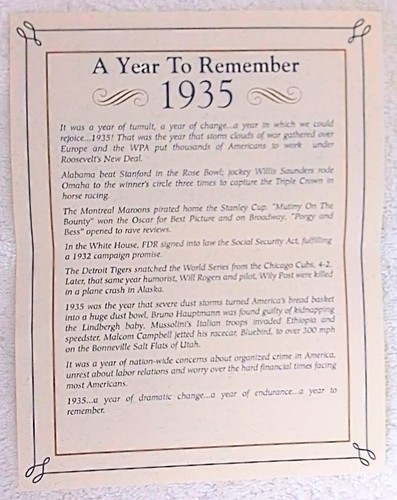 A Year To Remember
1935
It was a year of tumult, a year of change...a year in which we could
rejoice...1935! That was the year that storm clouds of war gathered over
Europe and the WPA put thousands of Americans to work under
Roosevelt's New Deal.
Alabama beat Stanford in the Rose Bowl; jockey Willis Saunders rode
Omaha to the winner's circle three times to capture the Triple Crown in
horse racing.
The Montreal Maroons pirated home the Stanley Cup. "Mutiny On The
Bounty" won the Oscar for Best Picture and on Broadway, "Porgy and
Bess" opened to rave reviews.
In the White House, FDR signed into law the Social Security Act, fulfilling
a 1932 campaign promise.
The Detroit Tigers snatched the World Series from the Chicago Cubs, 4-2.
Later, that same year humorist, Will Rogers and pilot, Wily Post were killed
in a plane crash in Alaska.
1935 was the year that severe dust storms turned America's bread basket
into a huge dust bowl, Bruno Hauptmann was found guilty of kidnapping
the Lindbergh baby, Mussolini's Italian troops invaded Ethiopia and
speedster, Malcom Campbell jetted his racecar, Bluebird, to over 300 mph
on the Bonneville Salt Flats of Utah.
It was a year of nation-wide concerns about organized crime in America,
unrest about labor relations and worry over the hard financial times facing
most Americans.
1935...a year of dramatic change...a year of endurance...a year to
remember.